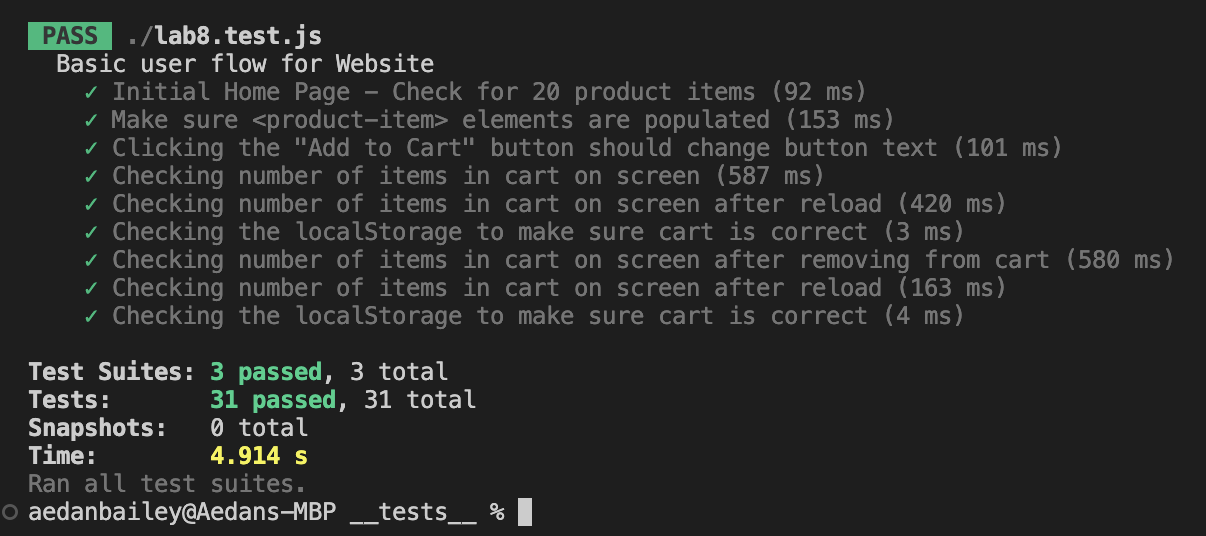 PASS ./lab8.test.js
Basic user flow for Website
✓ Initial Home Page – Check for 20 product items (92 ms)
✓ Make sure <product-item> elements are populated (153 ms)
✓ Clicking the "Add to Cart" button should change button text (101 ms)
✓ Checking number of items in cart on screen (587 ms)
✓ Checking number of items in cart on screen after reload (420 ms)
✓ Checking the localStorage to make sure cart is correct (3 ms)
✓ Checking number of items in cart on screen after removing from cart (580 ms)
✓ Checking number of items in cart on screen after reload (163 ms)
✓ Checking the localStorage to make sure cart is correct (4 ms)
Test Suites: 3 passed, 3 total
Tests: 31 passed, 31 total
Snapshots: 0 total
Time: 4.914 s
Ran all test suites.
aedanbailey@Aedans-MBP __tests__ %